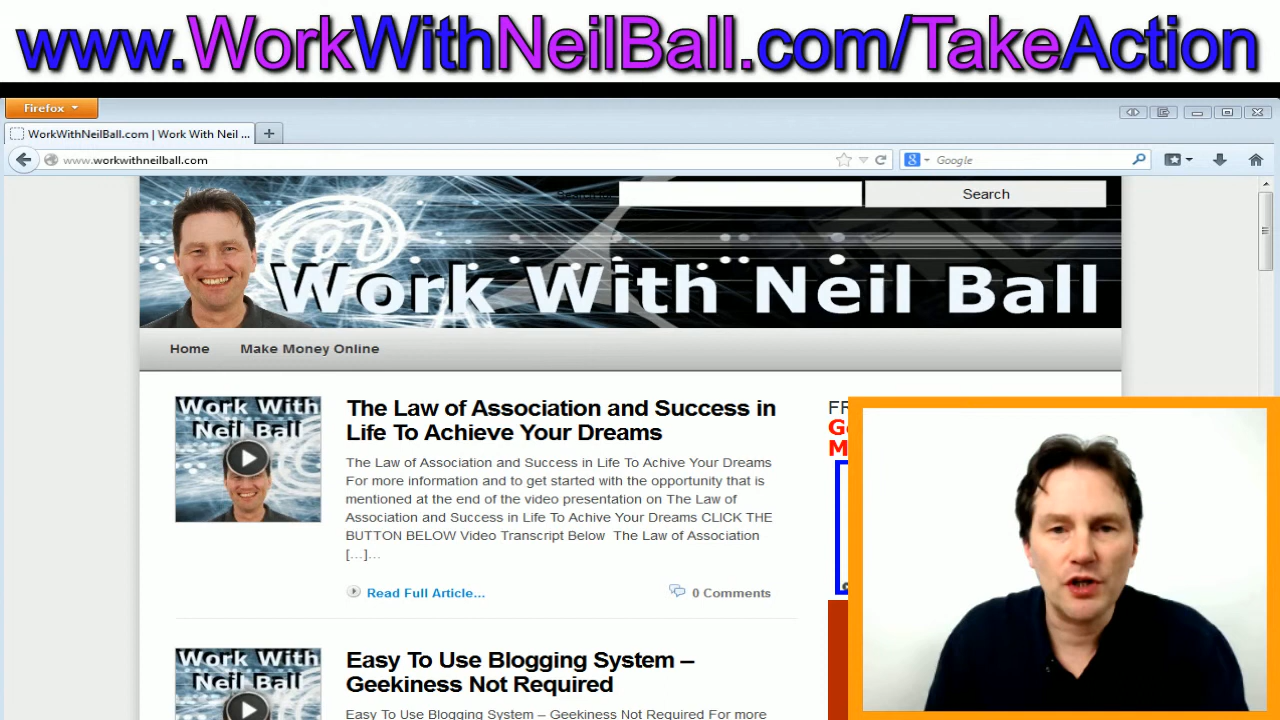 www.WorkWithNeilBall.com/TakeAction
Firefox
WorkWithNeilBall.com | Work With Neil ...
www.workwithneilball.com
Google
Search
Work With Neil Ball
Home
Make Money Online
Work With
Neil Ball
The Law of Association and Success in
Life To Achieve Your Dreams
The Law of Association and Success in Life To Achive Your Dreams
For more information and to get started with the opportunity that is
mentioned at the end of the video presentation on The Law of
Association and Success in Life To Achive Your Dreams CLICK THE
BUTTON BELOW Video Transcript Below The Law of Association
[...]...
Read Full Article...
0 Comments
Work With
Neil Ball
Easy To Use Blogging System –
Geekiness Not Required
Easy To Use Blogging System – Geekiness Not Required For more